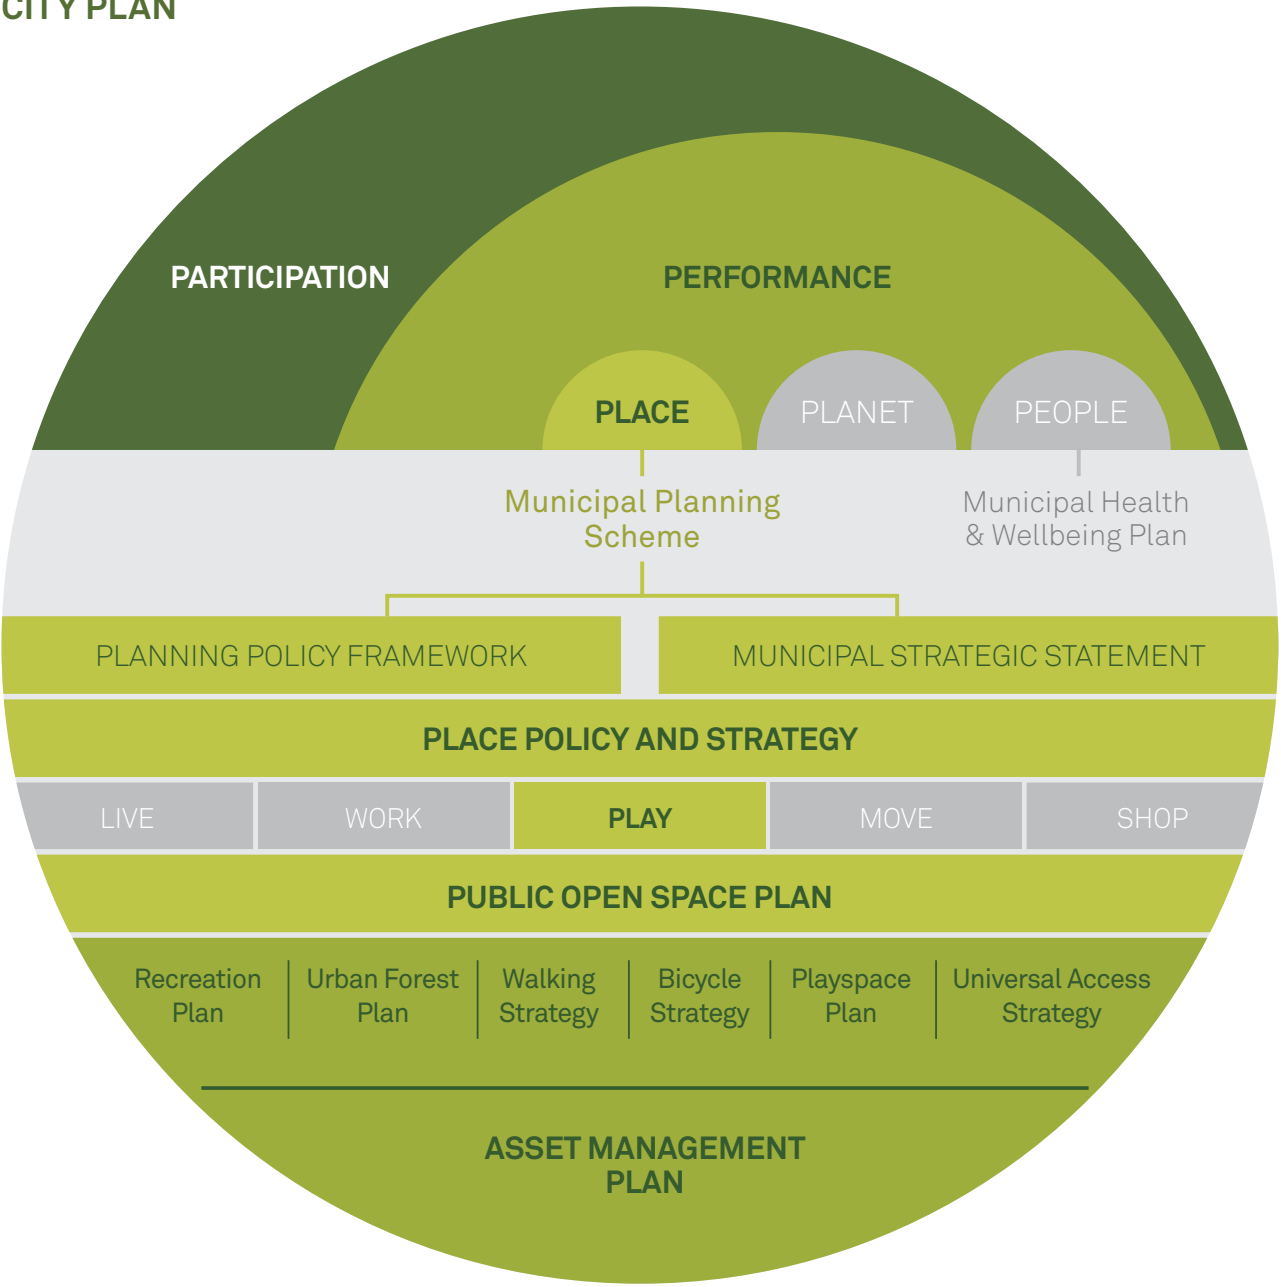 CITY PLAN
PARTICIPATION
PERFORMANCE
PLACE
PLANET
PEOPLE
Municipal Planning
Scheme
Municipal Health
& Wellbeing Plan
PLANNING POLICY FRAMEWORK
MUNICIPAL STRATEGIC STATEMENT
PLACE POLICY AND STRATEGY
LIVE
WORK
PLAY
MOVE
SHOP
PUBLIC OPEN SPACE PLAN
Recreation
Plan
Urban Forest
Plan
Walking
Strategy
Bicycle
Strategy
Playspace
Plan
Universal Access
Strategy
ASSET MANAGEMENT
PLAN